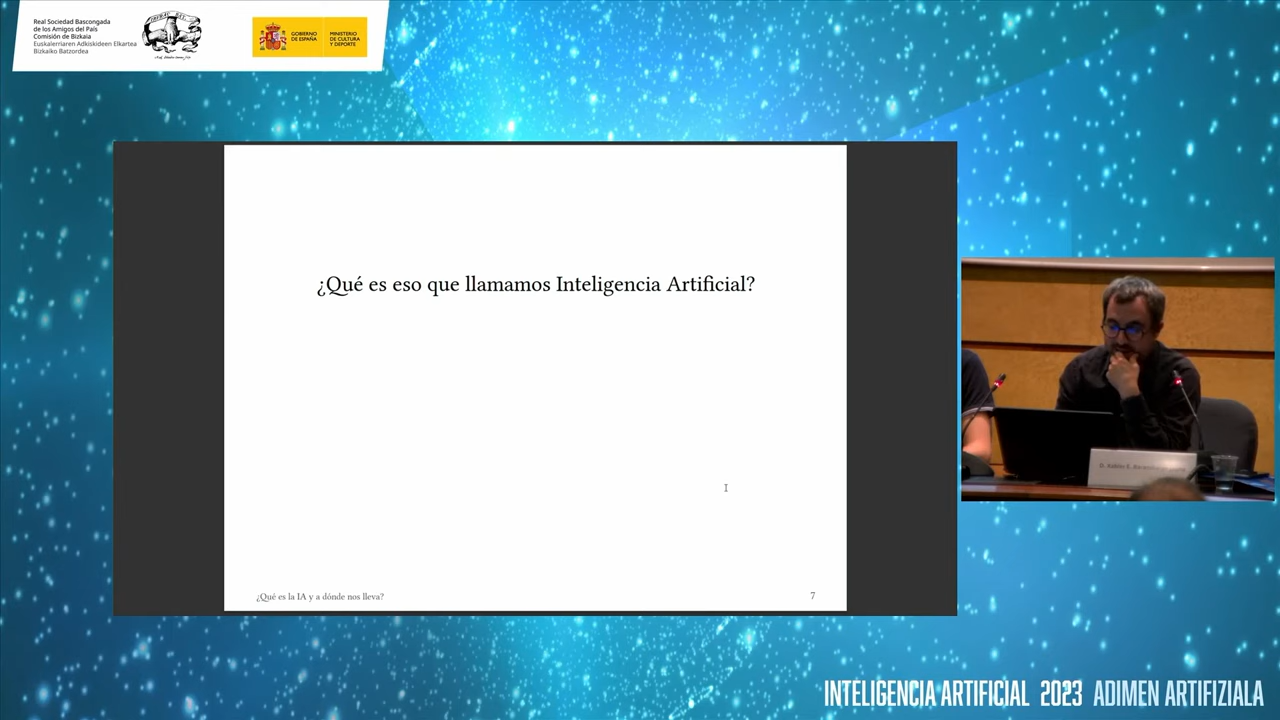 Real Sociedad Bascongada
de los Amigos del País
Comisión de Bizkaia
Euskalerriaren Adkiskideen Elkartea
Bizkaiko Batzordea
GOBIERNO
DE ESPAÑA
MINISTERIO
DE CULTURA
Y DEPORTE
¿Qué es eso que llamamos Inteligencia Artificial?
¿Qué es la IA y a dónde nos lleva?
7
INTELIGENCIA ARTIFICIAL 2023 ADIMEN ARTIFIZIALA